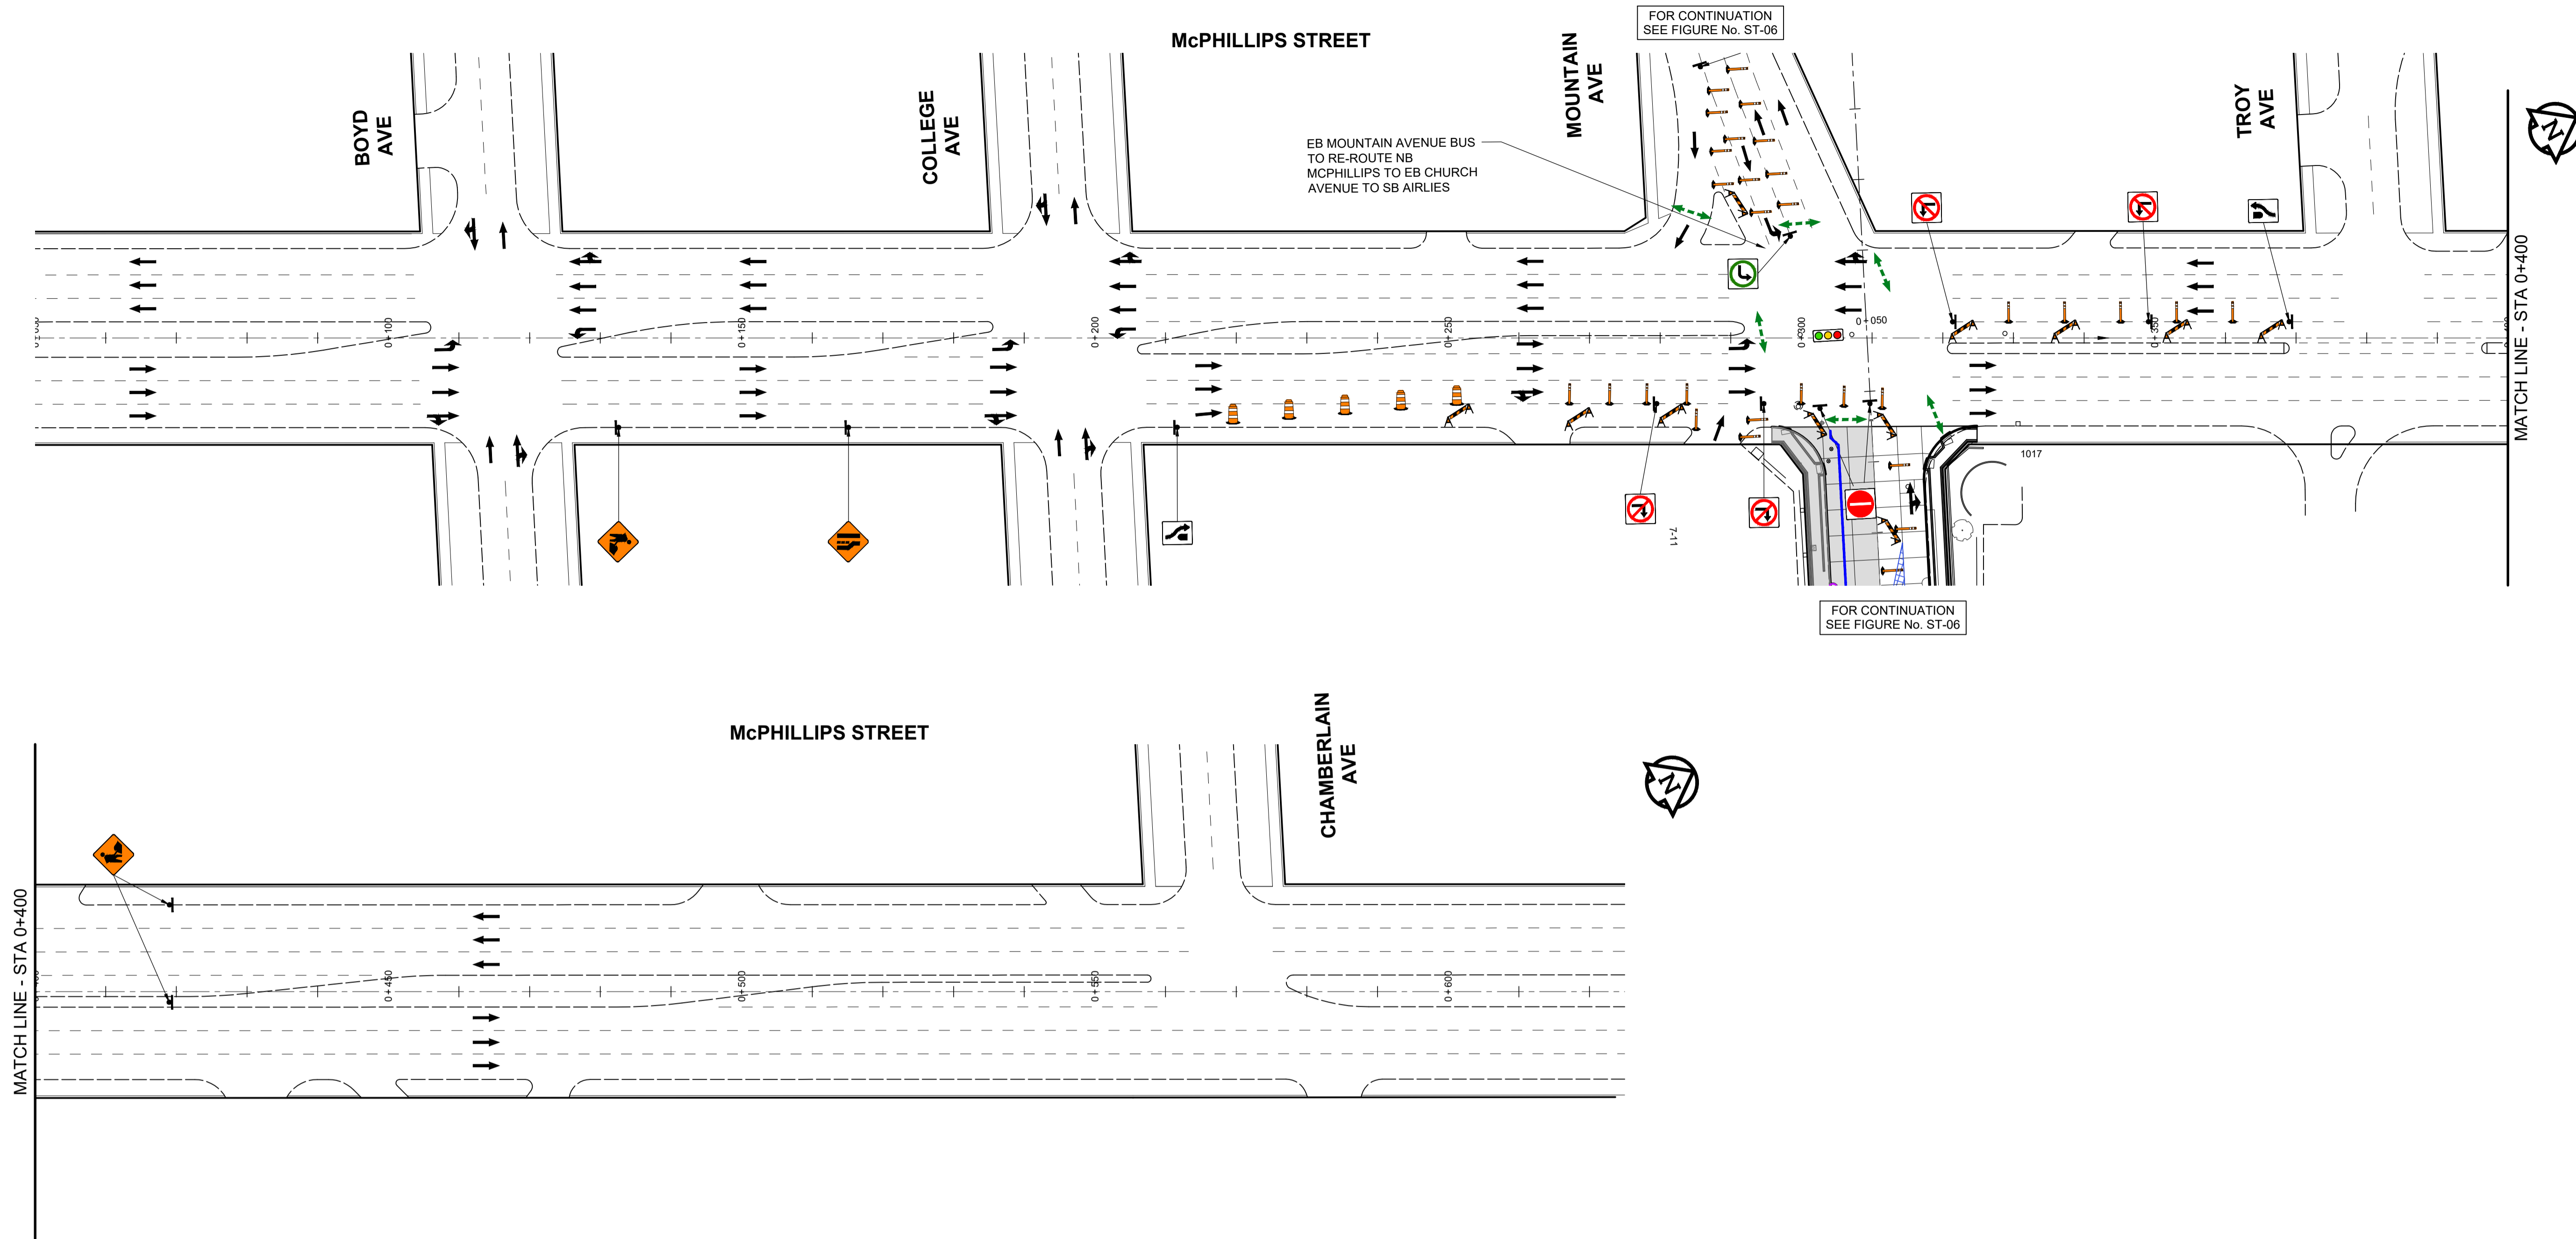 FOR CONTINUATION
SEE FIGURE No. ST-06
McPHILLIPS STREET
BOYD
AVE
COLLEGE
AVE
MOUNTAIN
AVE
TROY
AVE
N
EB MOUNTAIN AVENUE BUS
TO RE-ROUTE NB
MCPHILLIPS TO EB CHURCH
AVENUE TO SB AIRLIES
0+100
0+150
0+200
0+250
0+300
0+050
0+350
MATCH LINE - STA 0+400
1017
7-11
FOR CONTINUATION
SEE FIGURE No. ST-06
McPHILLIPS STREET
CHAMBERLAIN
AVE
N
MATCH LINE - STA 0+400
0+450
0+500
0+550
0+600